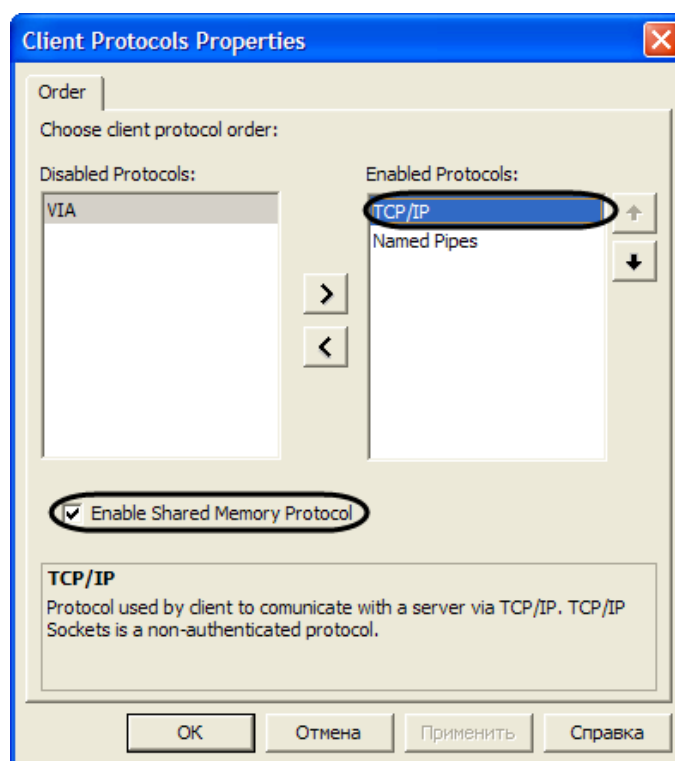 Client Protocols Properties
Order
Choose client protocol order:
Disabled Protocols:
Enabled Protocols:
VIA
TCP/IP
Named Pipes
Enable Shared Memory Protocol
TCP/IP
Protocol used by client to comunicate with a server via TCP/IP. TCP/IP
Sockets is a non-authenticated protocol.
OK
Отмена
Применить
Справка